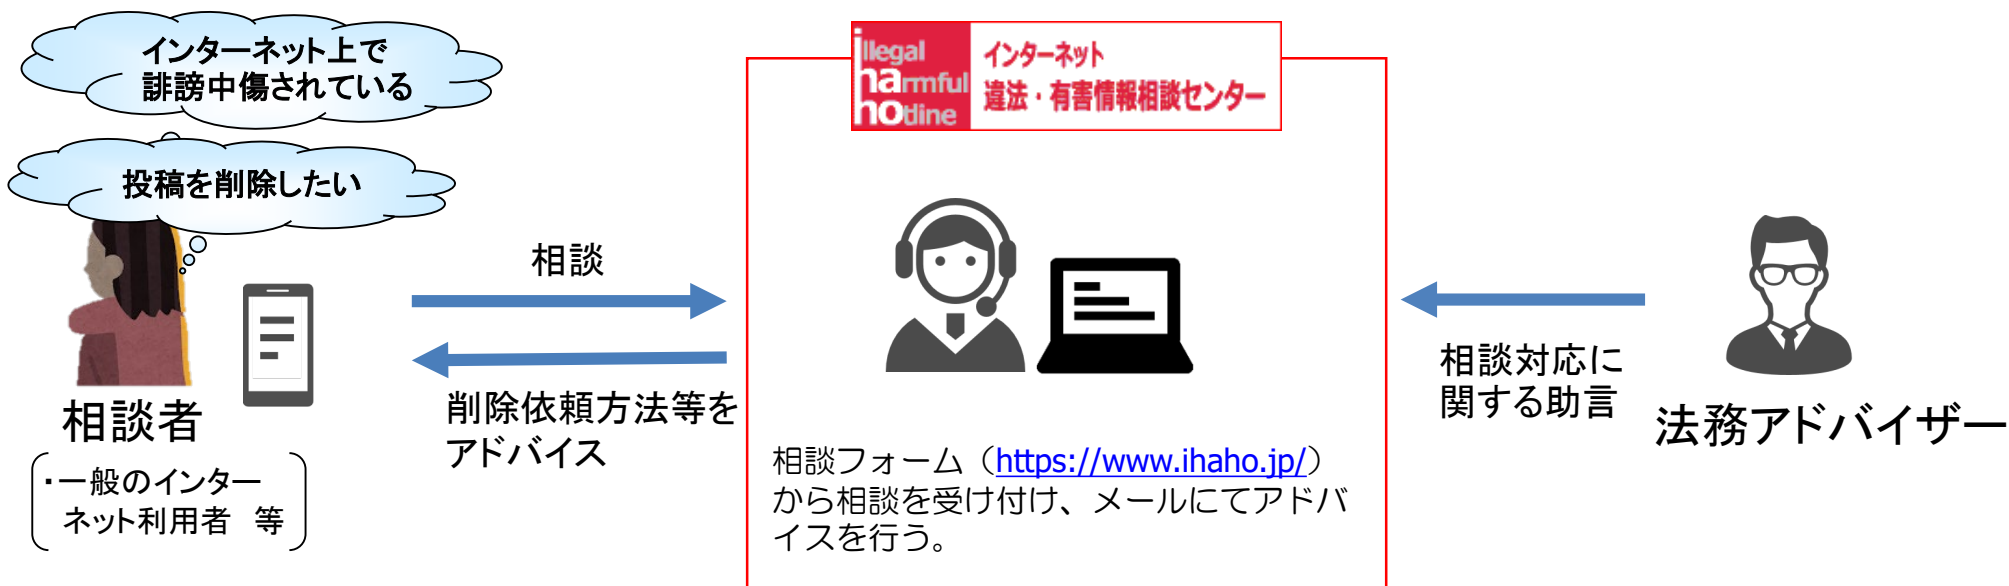 インターネット上で
誹謗中傷されている
投稿を削除したい
相談者
・一般のインター
ネット利用者 等
相談
削除依頼方法等を
アドバイス
illegal
harmful
hotline
インターネット
違法・有害情報相談センター
相談フォーム（https://www.ihaho.jp/）
から相談を受け付け、メールにてアドバ
イスを行う。
相談対応に
関する助言
法務アドバイザー